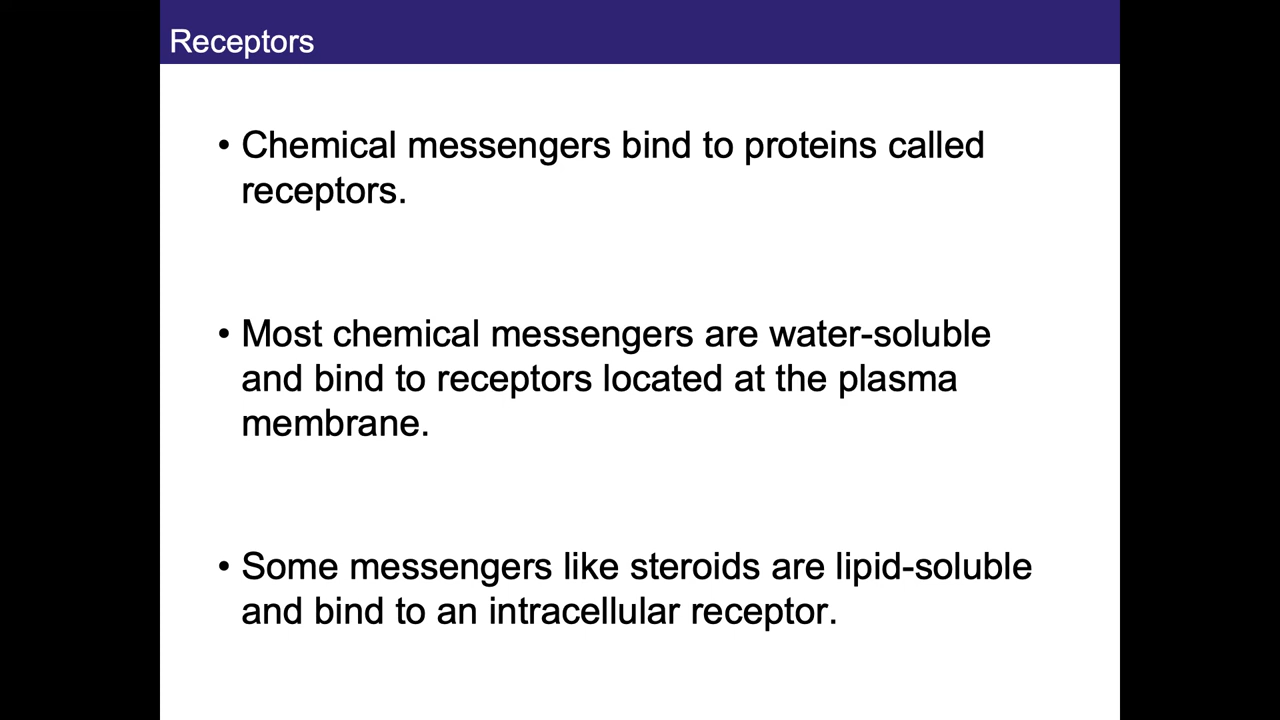 Receptors
• Chemical messengers bind to proteins called
receptors.
• Most chemical messengers are water-soluble
and bind to receptors located at the plasma
membrane.
• Some messengers like steroids are lipid-soluble
and bind to an intracellular receptor.